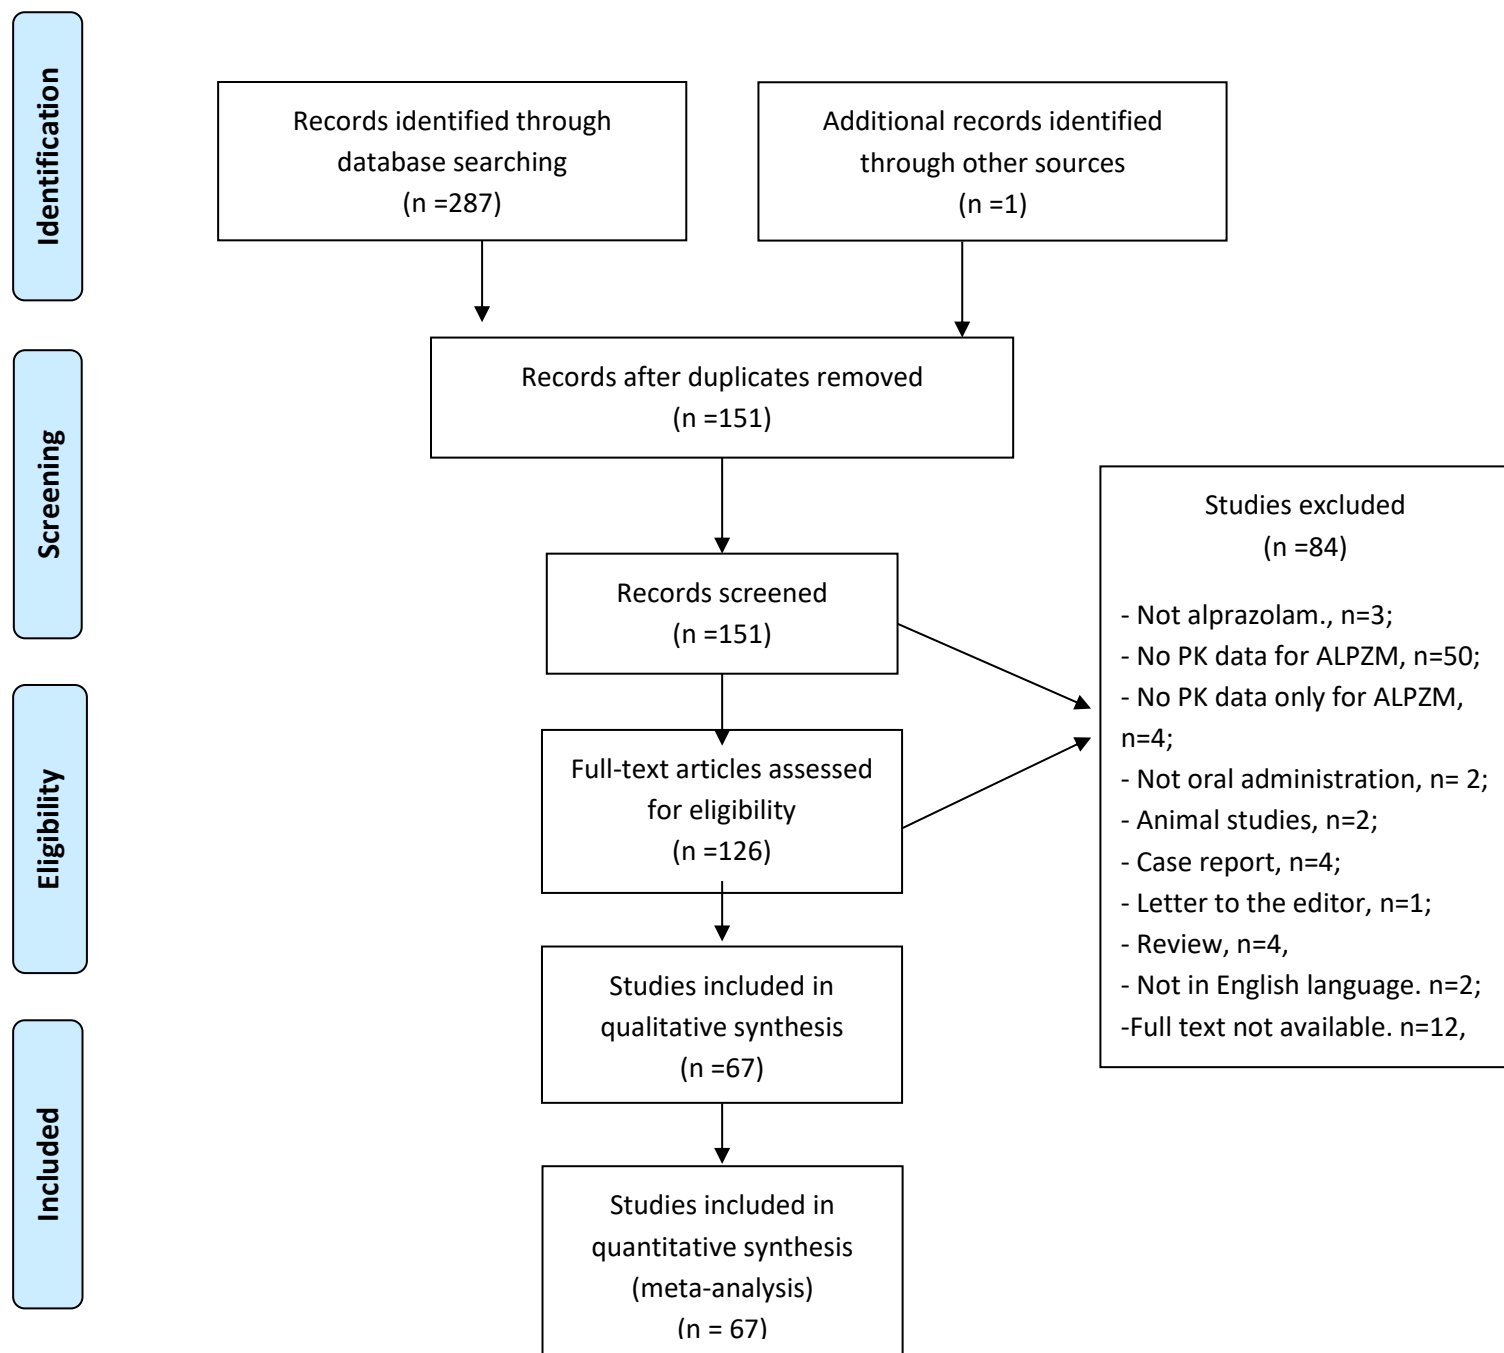 Identification
Records identified through
database searching
(n =287)
Additional records identified
through other sources
(n =1)
Screening
Records after duplicates removed
(n =151)
Records screened
(n =151)
Studies excluded
(n =84)
- Not alprazolam., n=3;
- No PK data for ALPZM, n=50;
- No PK data only for ALPZM,
n=4;
- Not oral administration, n= 2;
- Animal studies, n=2;
- Case report, n=4;
- Letter to the editor, n=1;
- Review, n=4,
- Not in English language. n=2;
-Full text not available. n=12,
Eligibility
Full-text articles assessed
for eligibility
(n =126)
Studies included in
qualitative synthesis
(n =67)
Included
Studies included in
quantitative synthesis
(meta-analysis)
(n = 67)